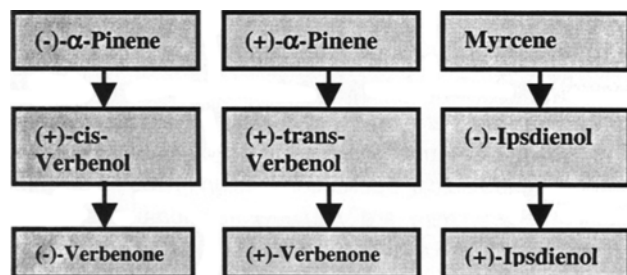 (-)-α-Pinene
(+)-α-Pinene
Myrcene
(+)-cis-
Verbenol
(+)-trans-
Verbenol
(-)-Ipsdienol
(-)-Verbenone
(+)-Verbenone
(+)-Ipsdienol